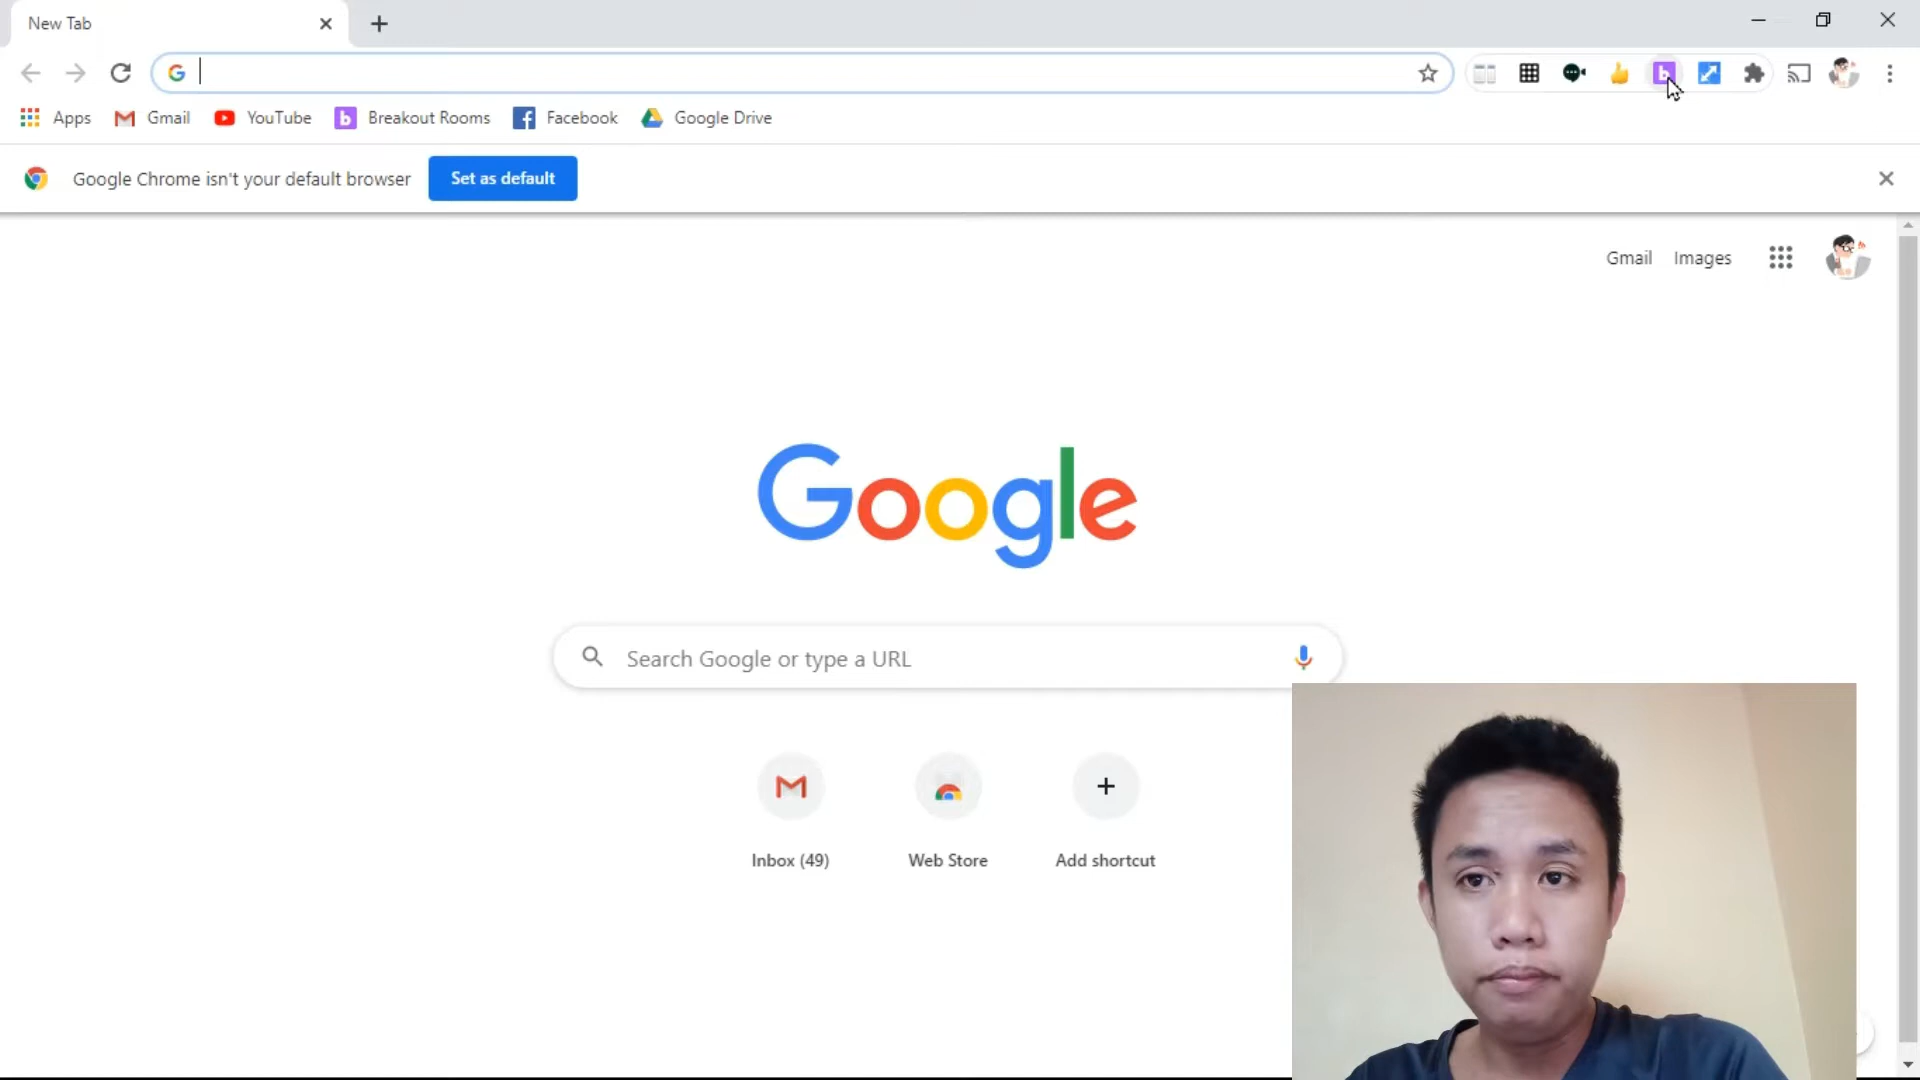 New Tab
Apps Gmail YouTube Breakout Rooms Facebook Google Drive
Google Chrome isn't your default browser Set as default
Gmail Images
Google
Search Google or type a URL
Inbox (49) Web Store Add shortcut